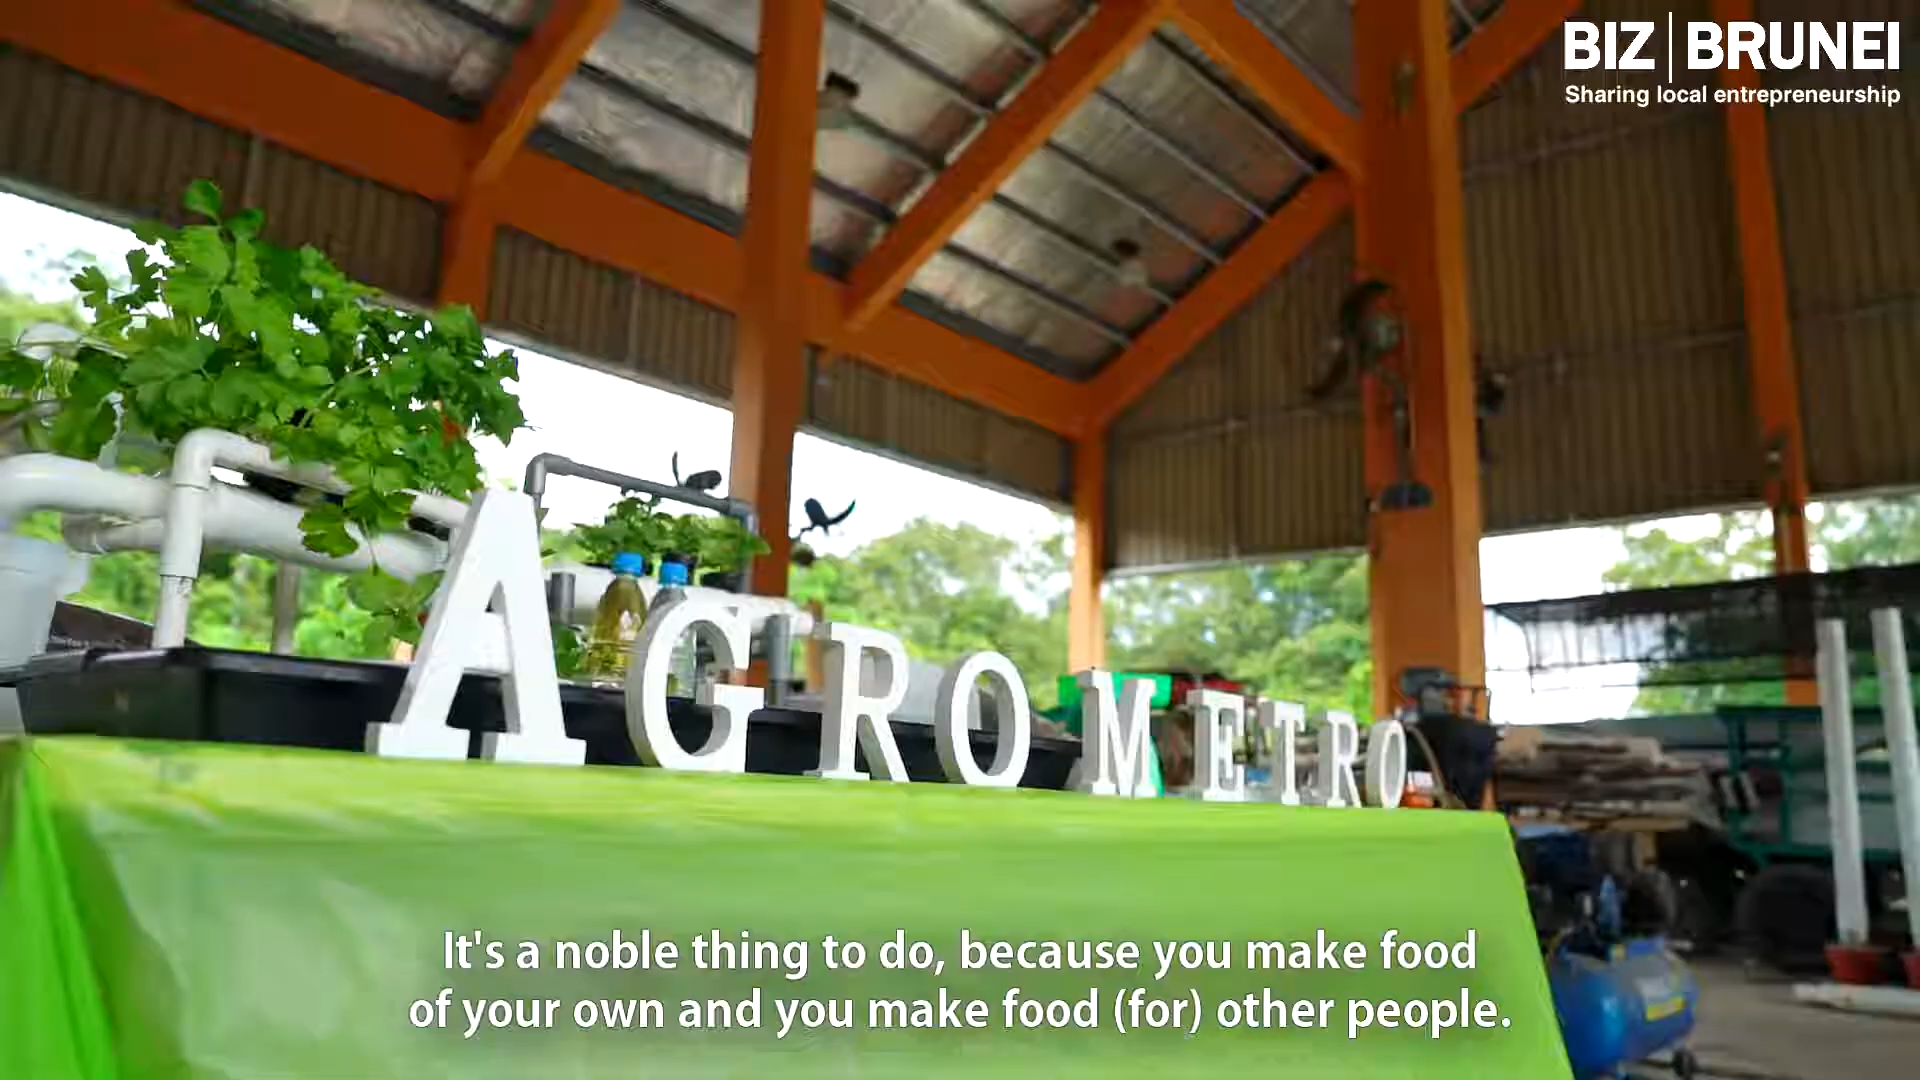 BIZ BRUNEI
Sharing local entrepreneurship
AGROMETRO
It's a noble thing to do, because you make food
of your own and you make food (for) other people.